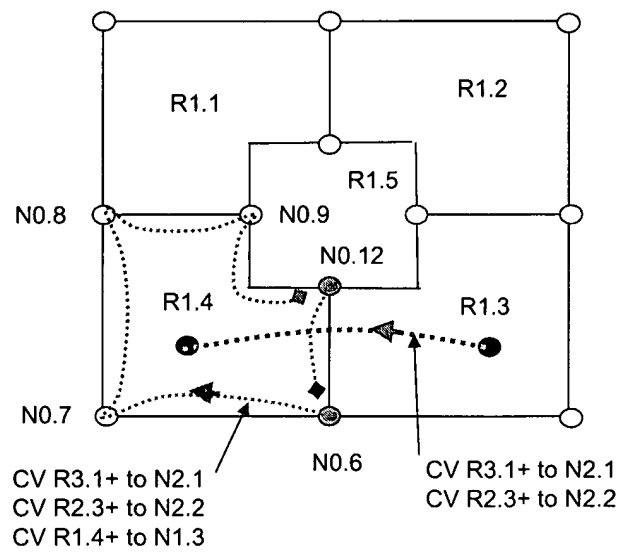 R1.1
R1.2
R1.5
N0.8
N0.9
N0.12
R1.4
R1.3
N0.7
N0.6
CV R3.1+ to N2.1
CV R2.3+ to N2.2
CV R1.4+ to N1.3
CV R3.1+ to N2.1
CV R2.3+ to N2.2